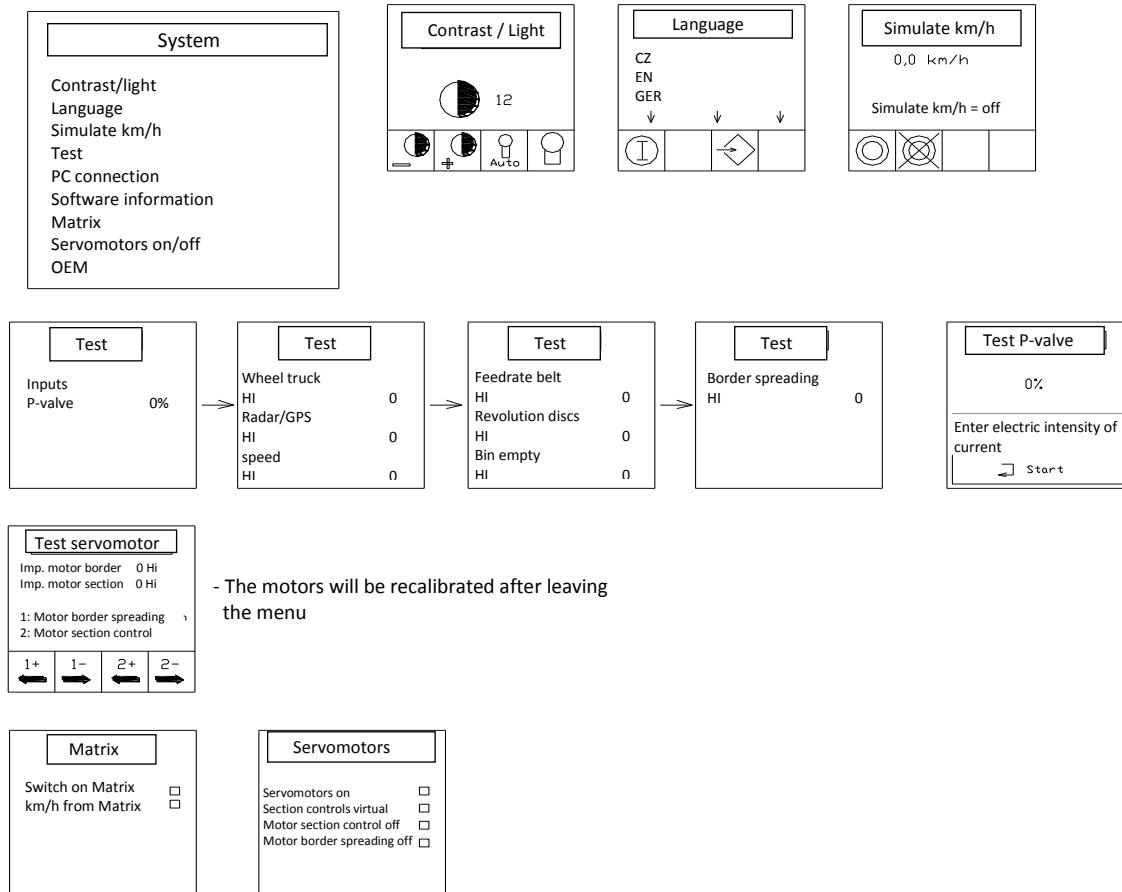 System
Contrast/light
Language
Simulate km/h
Test
PC connection
Software information
Matrix
Servomotors on/off
OEM
Contrast / Light
12
Auto
Language
CZ
EN
GER
Simulate km/h
0,0 km/h
Simulate km/h = off
Test
Inputs
P-valve 0%
Test
Wheel truck
HI 0
Radar/GPS
HI 0
speed
HI 0
Test
Feedrate belt
HI 0
Revolution discs
HI 0
Bin empty
HI 0
Test
Border spreading
HI 0
Test P-valve
0%
Enter electric intensity of
current
Start
Test servomotor
Imp. motor border 0 Hi
Imp. motor section 0 Hi
1: Motor border spreading
2: Motor section control
1+ 1- 2+ 2-
- The motors will be recalibrated after leaving
the menu
Matrix
Switch on Matrix
km/h from Matrix
Servomotors
Servomotors on
Section controls virtual
Motor section control off
Motor border spreading off